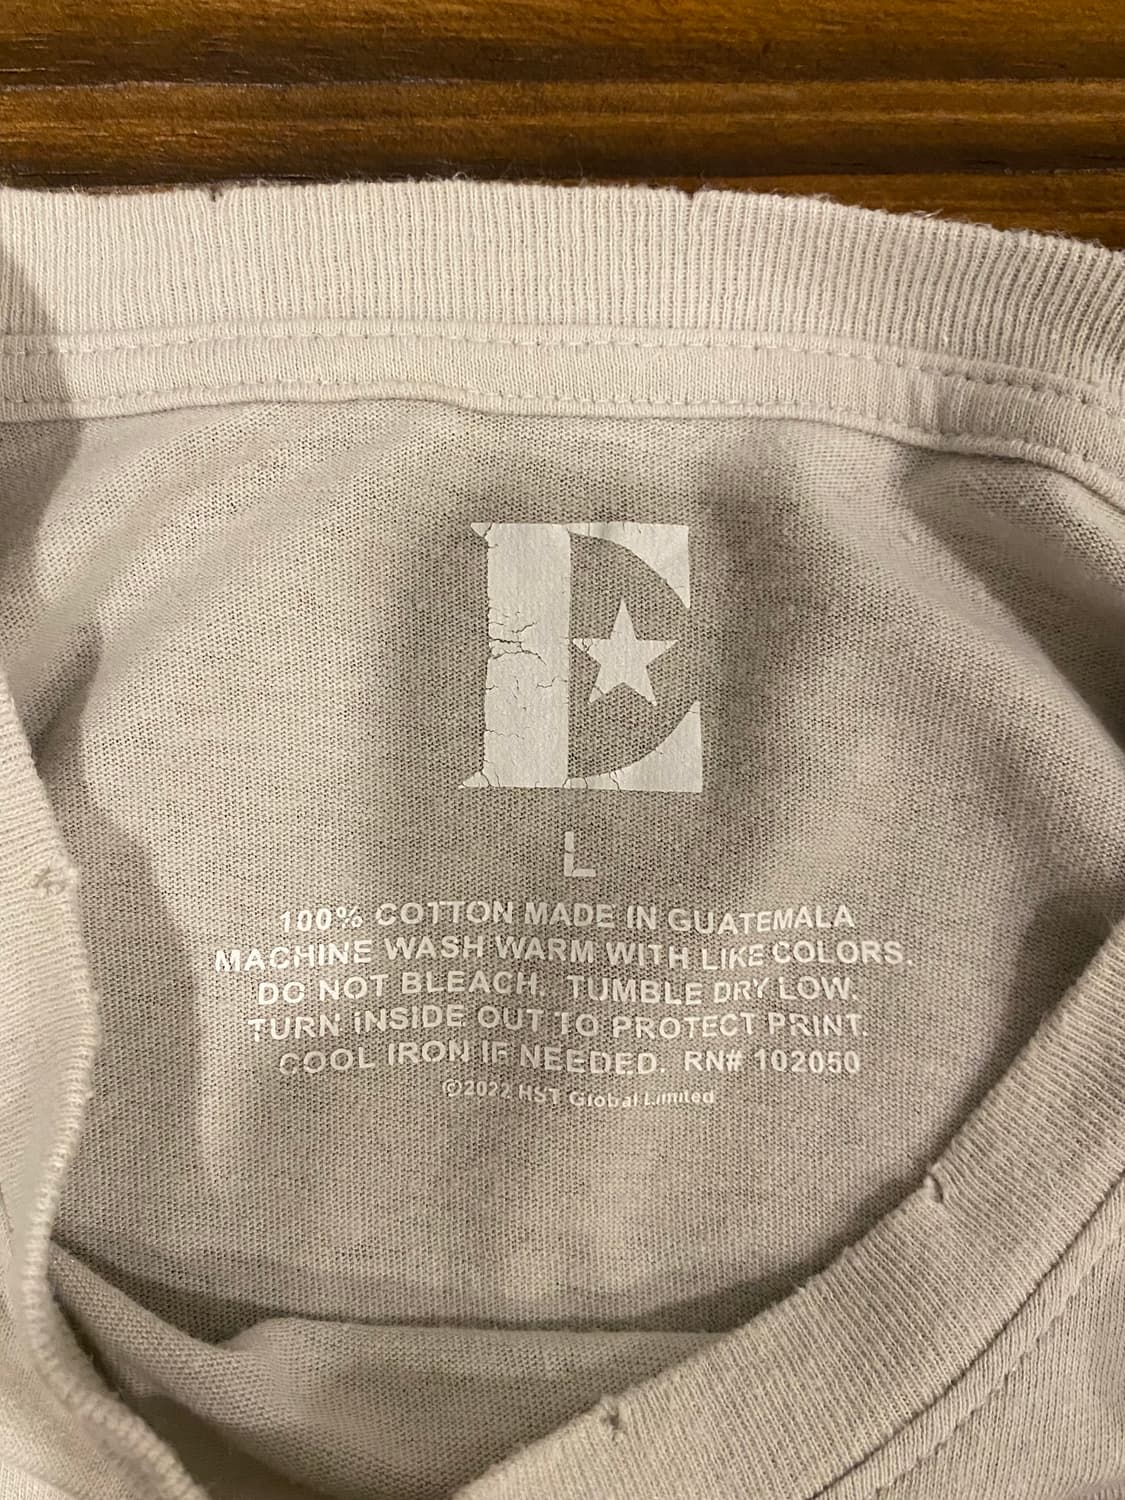 E
L
100% COTTON MADE IN GUATEMALA
MACHINE WASH WARM WITH LIKE COLORS.
DO NOT BLEACH. TUMBLE DRY LOW.
TURN INSIDE OUT TO PROTECT PRINT.
COOL IRON IF NEEDED. RN# 102050
©2022 HST Global Limited